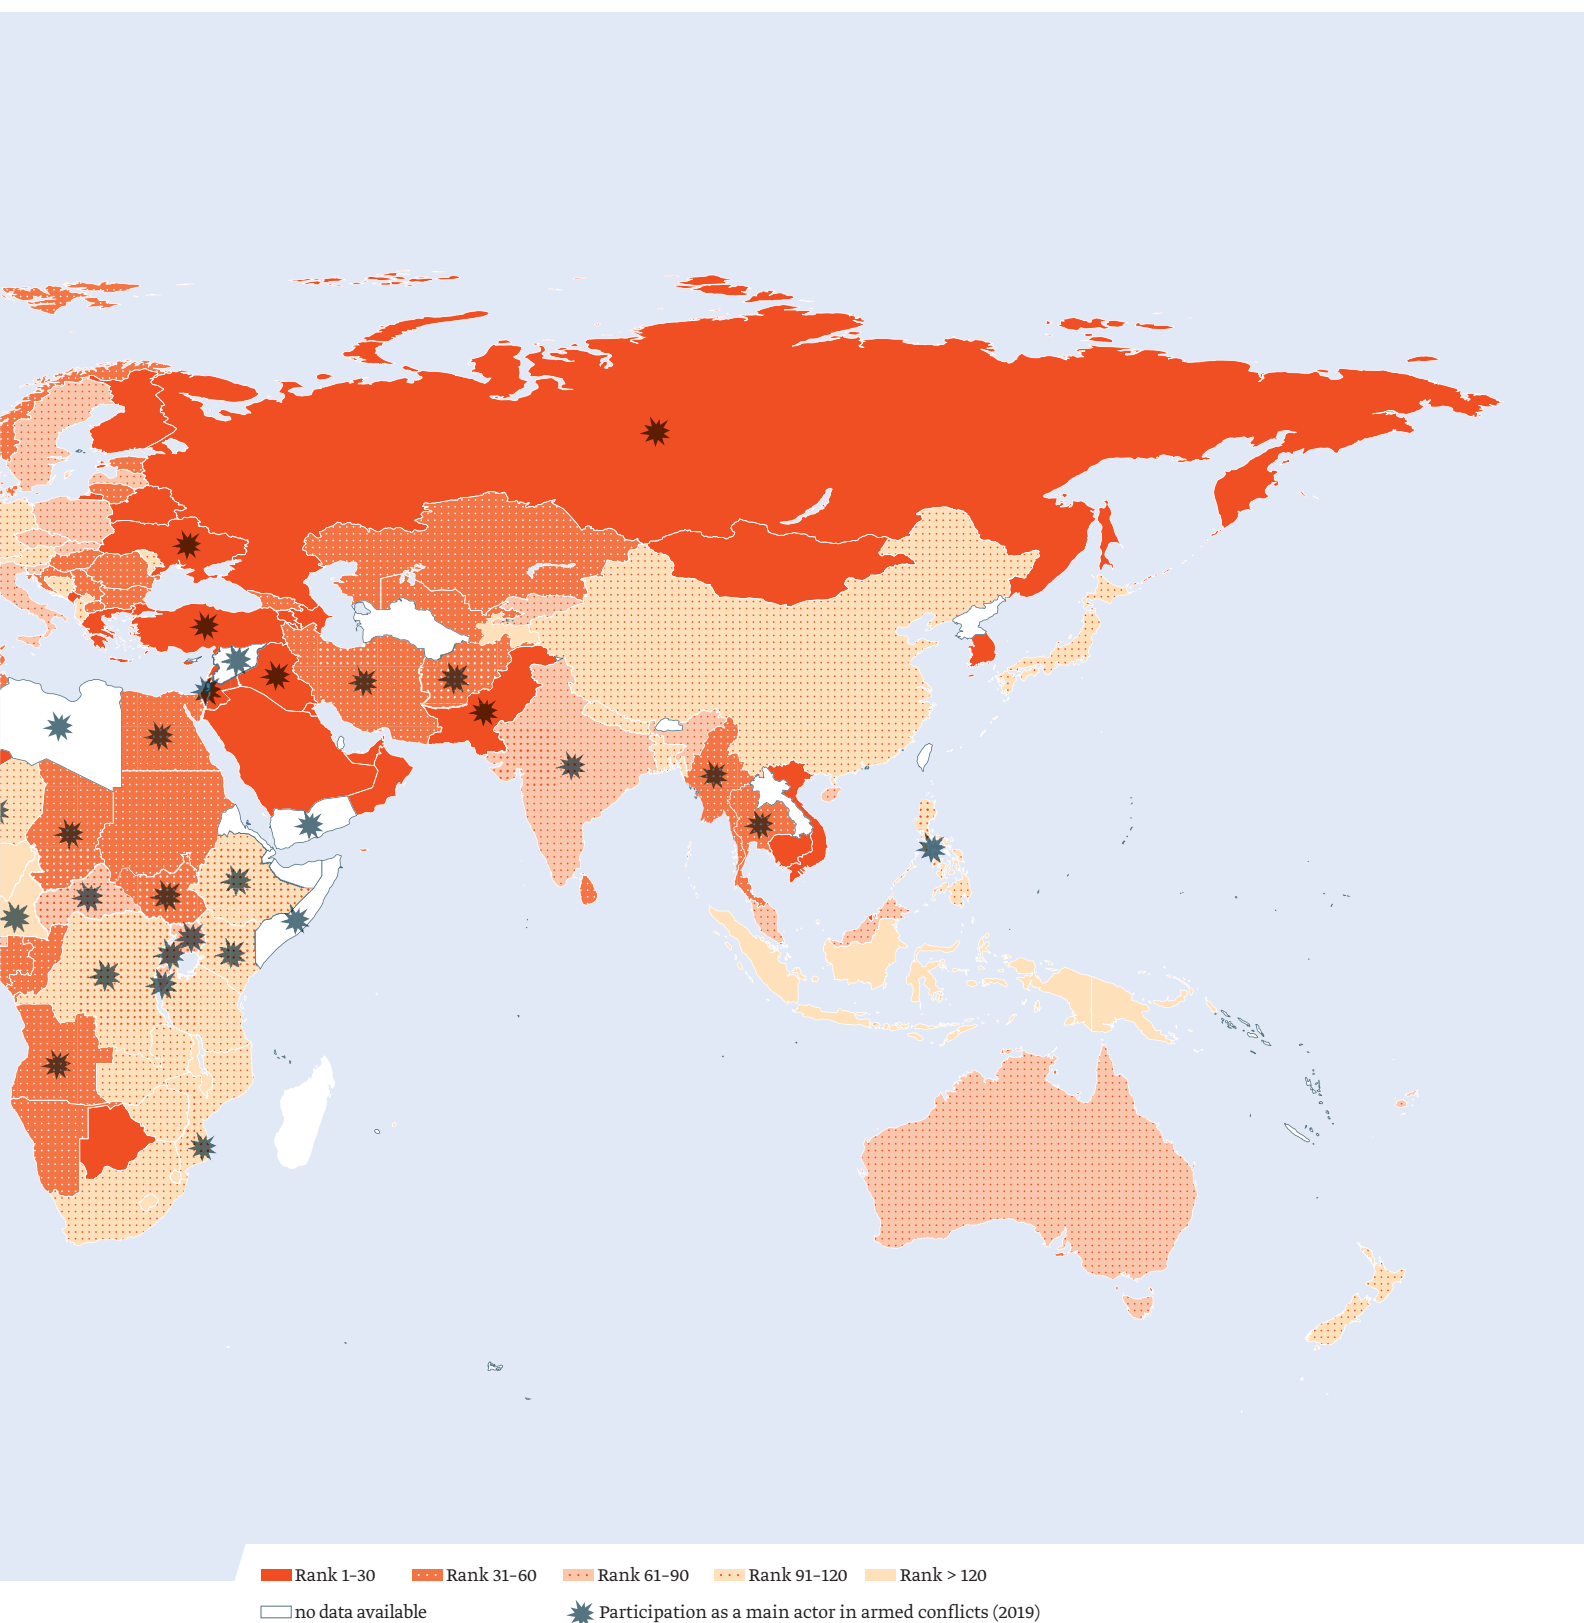 Rank 1–30 Rank 31–60 Rank 61–90 Rank 91–120 Rank > 120
no data available Participation as a main actor in armed conflicts (2019)